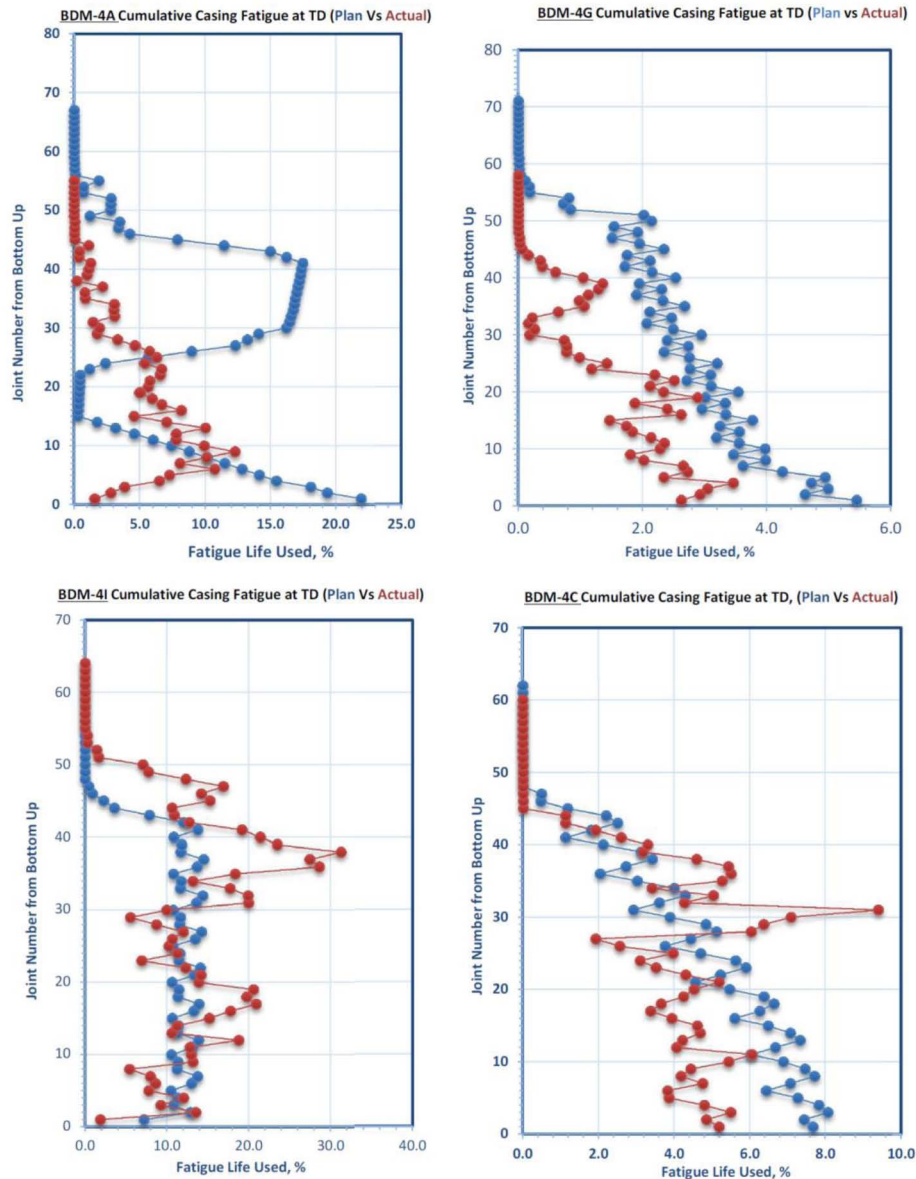 BDM-4A Cumulative Casing Fatigue at TD (Plan Vs Actual)
80
70
60
50
40
30
20
10
0
Joint Number from Bottom Up
0.0 5.0 10.0 15.0 20.0 25.0
Fatigue Life Used, %
BDM-4G Cumulative Casing Fatigue at TD (Plan vs Actual)
80
70
60
50
40
30
20
10
0
Joint Number from Bottom Up
0.0 2.0 4.0 6.0
Fatigue Life Used, %
BDM-4I Cumulative Casing Fatigue at TD (Plan Vs Actual)
70
60
50
40
30
20
10
0
Joint Number from Bottom Up
0.0 10.0 20.0 30.0 40.0
Fatigue Life Used, %
BDM-4C Cumulative Casing Fatigue at TD, (Plan Vs Actual)
70
60
50
40
30
20
10
0
Joint Number from Bottom Up
0.0 2.0 4.0 6.0 8.0 10.0
Fatigue Life Used, %